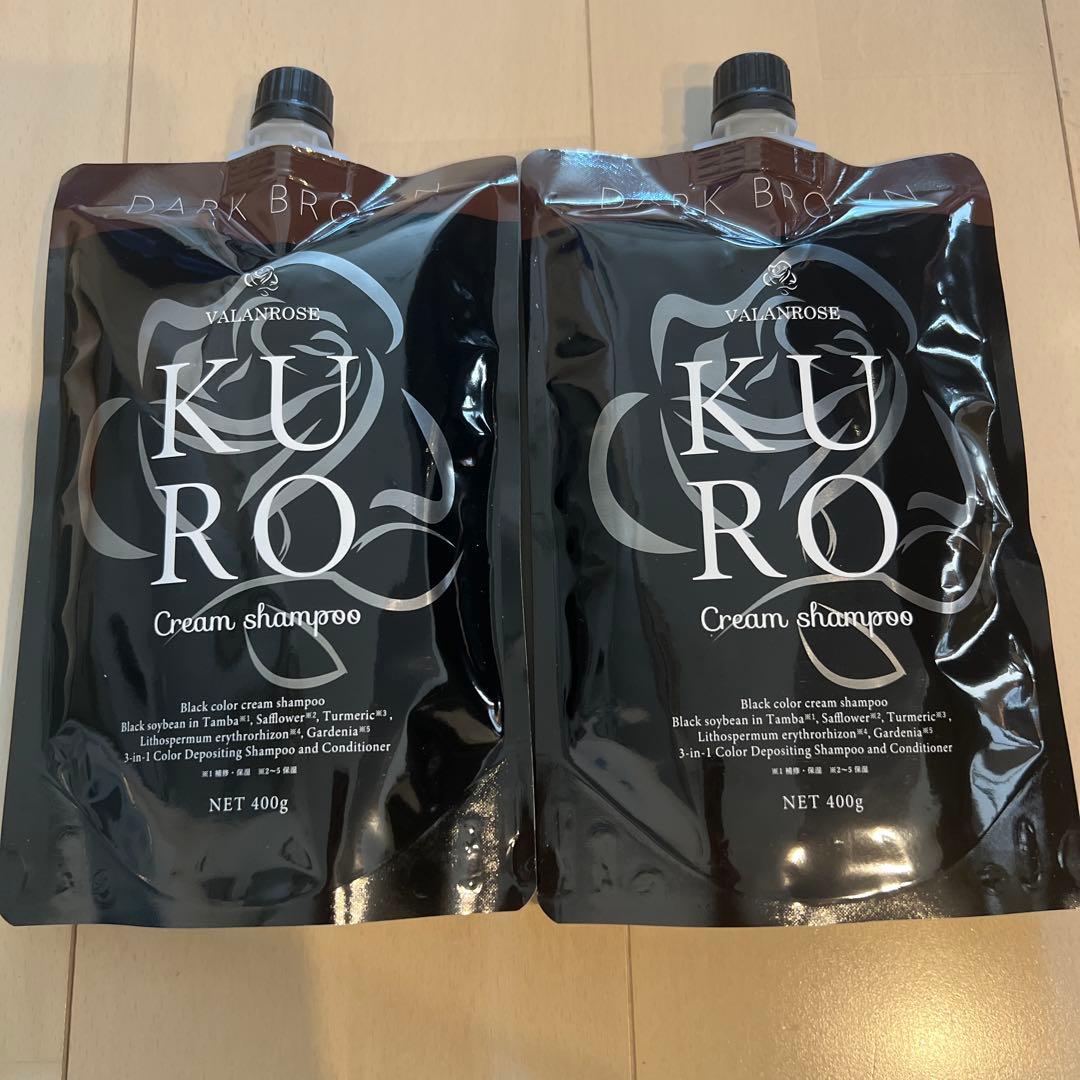 DARK BROWN
VALANROSE
KU
RO
Cream shampoo
Black color cream shampoo
Black soybean in Tamba※1, Safflower※2, Turmeric※3,
Lithospermum erythrorhizon※4, Gardenia※5
3-in-1 Color Depositing Shampoo and Conditioner
※1 補修・保湿 ※2〜5 保湿
NET 400g
DARK BROWN
VALANROSE
KU
RO
Cream shampoo
Black color cream shampoo
Black soybean in Tamba※1, Safflower※2, Turmeric※3,
Lithospermum erythrorhizon※4, Gardenia※5
3-in-1 Color Depositing Shampoo and Conditioner
※1 補修・保湿 ※2〜5 保湿
NET 400g